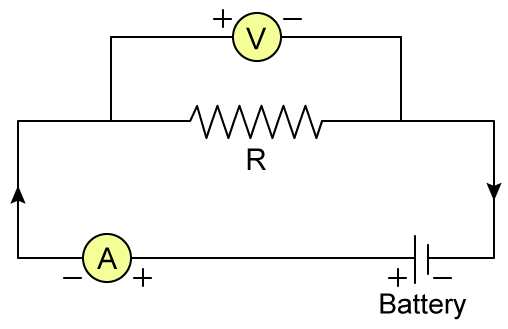 + V −
R
− A +
+ −
Battery